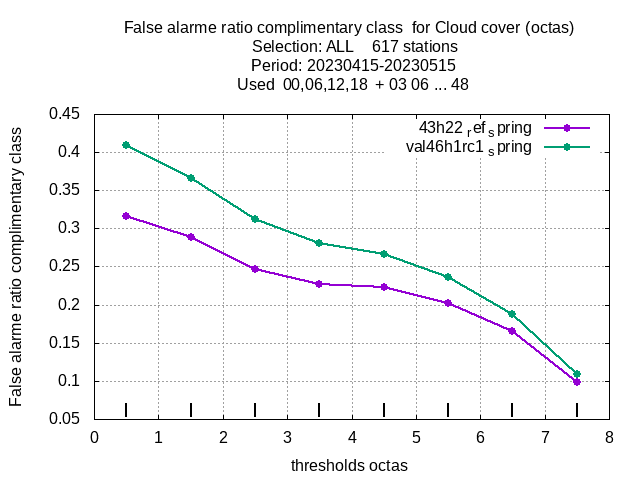 False alarme ratio complimentary class for Cloud cover (octas)
Selection: ALL 617 stations
Period: 20230415-20230515
Used 00,06,12,18 + 03 06 ... 48
43h22 ref spring
val46h1rc1 spring
False alarme ratio complimentary class
0.45
0.4
0.35
0.3
0.25
0.2
0.15
0.1
0.05
0 1 2 3 4 5 6 7 8
thresholds octas